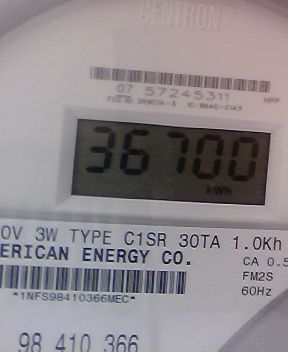 CENTRON
07 57245311
36700
kWh
0V 3W TYPE C1SR 30TA 1.0Kh
ERICAN ENERGY CO.
CA 0.5
FM2S
*1NFS98410366MEC*
60Hz
98 410 366